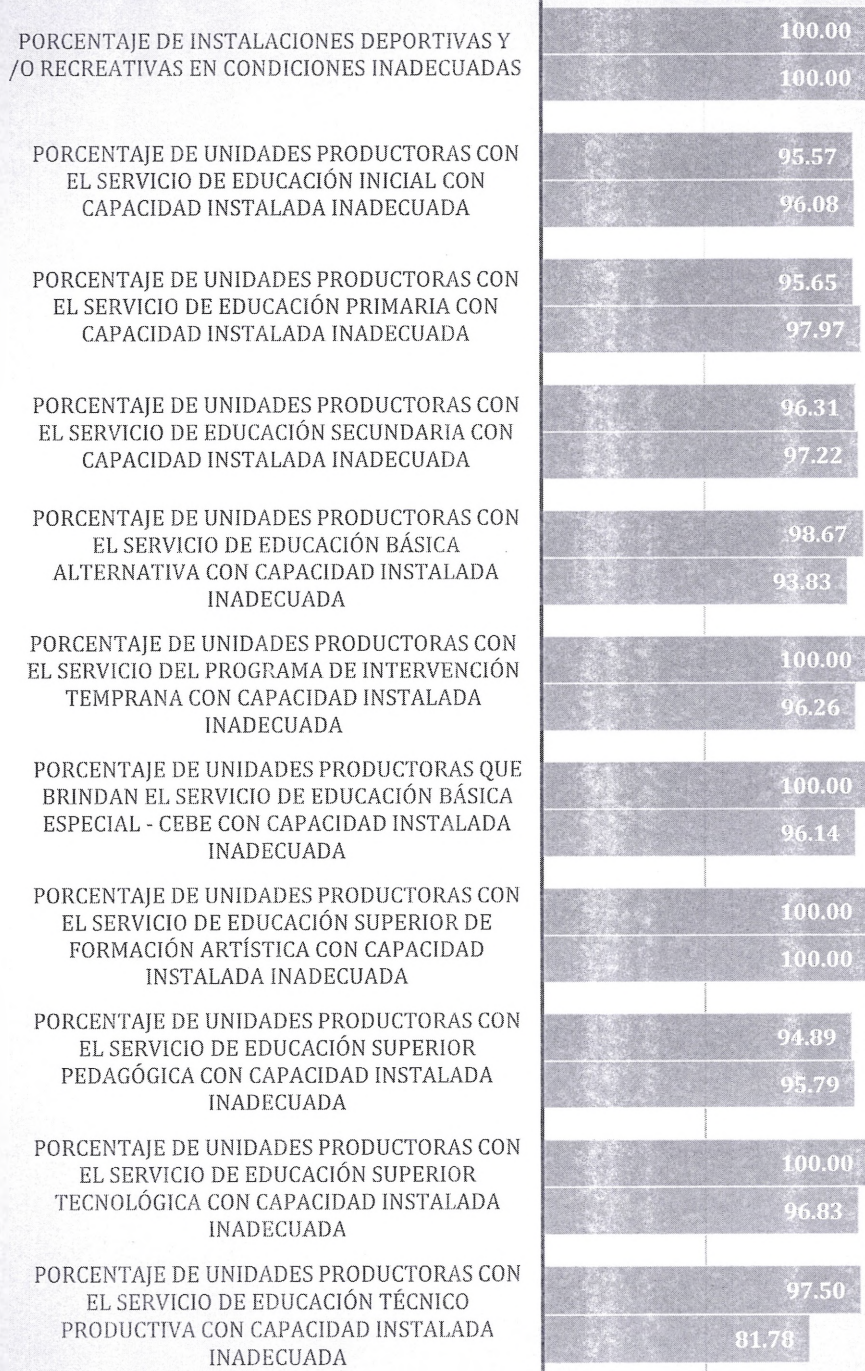 PORCENTAJE DE INSTALACIONES DEPORTIVAS Y
/O RECREATIVAS EN CONDICIONES INADECUADAS
100.00
100.00
PORCENTAJE DE UNIDADES PRODUCTORAS CON
EL SERVICIO DE EDUCACIÓN INICIAL CON
CAPACIDAD INSTALADA INADECUADA
95.57
96.08
PORCENTAJE DE UNIDADES PRODUCTORAS CON
EL SERVICIO DE EDUCACIÓN PRIMARIA CON
CAPACIDAD INSTALADA INADECUADA
95.65
97.97
PORCENTAJE DE UNIDADES PRODUCTORAS CON
EL SERVICIO DE EDUCACIÓN SECUNDARIA CON
CAPACIDAD INSTALADA INADECUADA
96.31
97.22
PORCENTAJE DE UNIDADES PRODUCTORAS CON
EL SERVICIO DE EDUCACIÓN BÁSICA
ALTERNATIVA CON CAPACIDAD INSTALADA
INADECUADA
98.67
93.83
PORCENTAJE DE UNIDADES PRODUCTORAS CON
EL SERVICIO DEL PROGRAMA DE INTERVENCIÓN
TEMPRANA CON CAPACIDAD INSTALADA
INADECUADA
100.00
96.26
PORCENTAJE DE UNIDADES PRODUCTORAS QUE
BRINDAN EL SERVICIO DE EDUCACIÓN BÁSICA
ESPECIAL - CEBE CON CAPACIDAD INSTALADA
INADECUADA
100.00
96.14
PORCENTAJE DE UNIDADES PRODUCTORAS CON
EL SERVICIO DE EDUCACIÓN SUPERIOR DE
FORMACIÓN ARTÍSTICA CON CAPACIDAD
INSTALADA INADECUADA
100.00
100.00
PORCENTAJE DE UNIDADES PRODUCTORAS CON
EL SERVICIO DE EDUCACIÓN SUPERIOR
PEDAGÓGICA CON CAPACIDAD INSTALADA
INADECUADA
94.89
95.79
PORCENTAJE DE UNIDADES PRODUCTORAS CON
EL SERVICIO DE EDUCACIÓN SUPERIOR
TECNOLÓGICA CON CAPACIDAD INSTALADA
INADECUADA
100.00
96.83
PORCENTAJE DE UNIDADES PRODUCTORAS CON
EL SERVICIO DE EDUCACIÓN TÉCNICO
PRODUCTIVA CON CAPACIDAD INSTALADA
INADECUADA
97.50
81.78